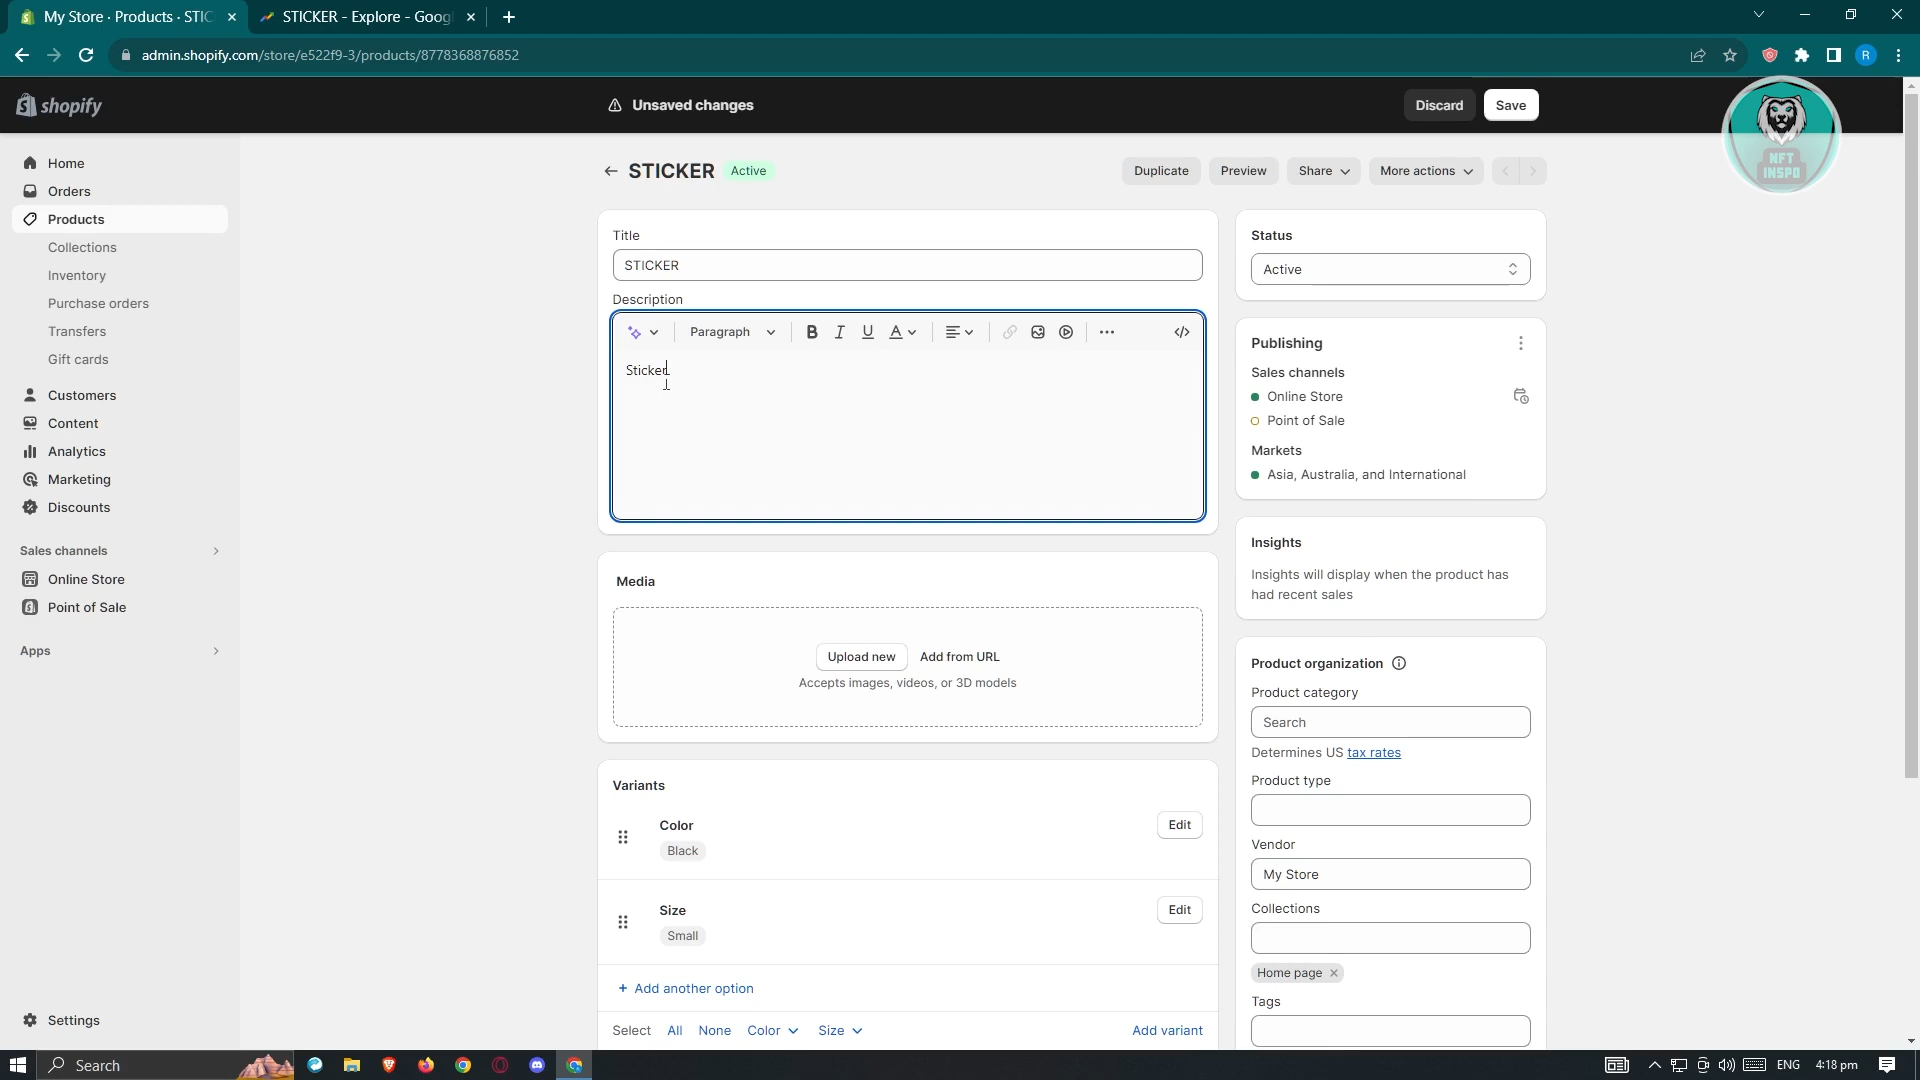 My Store · Products · STIC
STICKER - Explore - Goog
admin.shopify.com/store/e522f9-3/products/8778368876852
R
shopify
Unsaved changes
Discard
Save
NFT
INSPO
Home
Orders
Products
Collections
Inventory
Purchase orders
Transfers
Gift cards
Customers
Content
Analytics
Marketing
Discounts
Sales channels
Online Store
Point of Sale
Apps
Settings
STICKER
Active
Duplicate
Preview
Share
More actions
Title
STICKER
Description
Paragraph
B I U A
Sticker
Media
Upload new
Add from URL
Accepts images, videos, or 3D models
Variants
Color
Black
Edit
Size
Small
Edit
+ Add another option
Select All None Color Size
Add variant
Status
Active
Publishing
Sales channels
Online Store
Point of Sale
Markets
Asia, Australia, and International
Insights
Insights will display when the product has
had recent sales
Product organization
Product category
Search
Determines US tax rates
Product type
Vendor
My Store
Collections
Home page
Tags
Search
ENG
4:18 pm